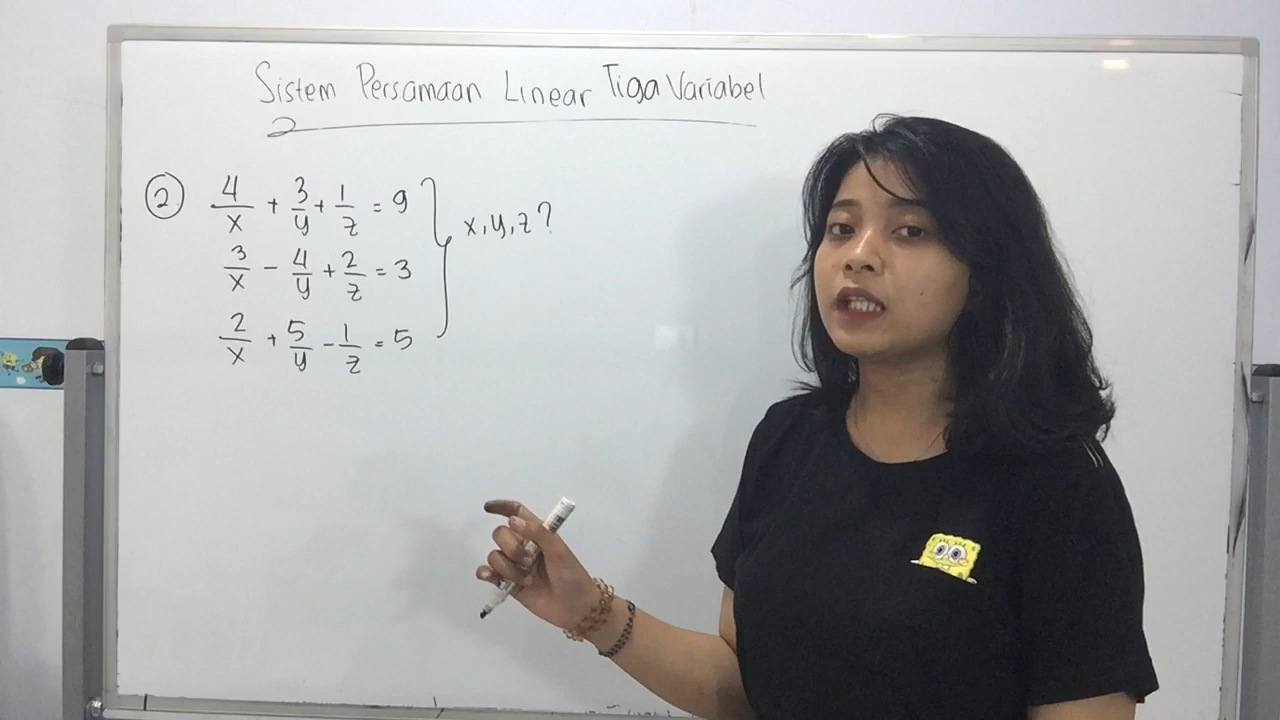 Sistem Persamaan Linear Tiga Variabel
2. 4/x + 3/y + 1/z = 9
3/x - 4/y + 2/z = 3
2/x + 5/y - 1/z = 5
x, y, z ?